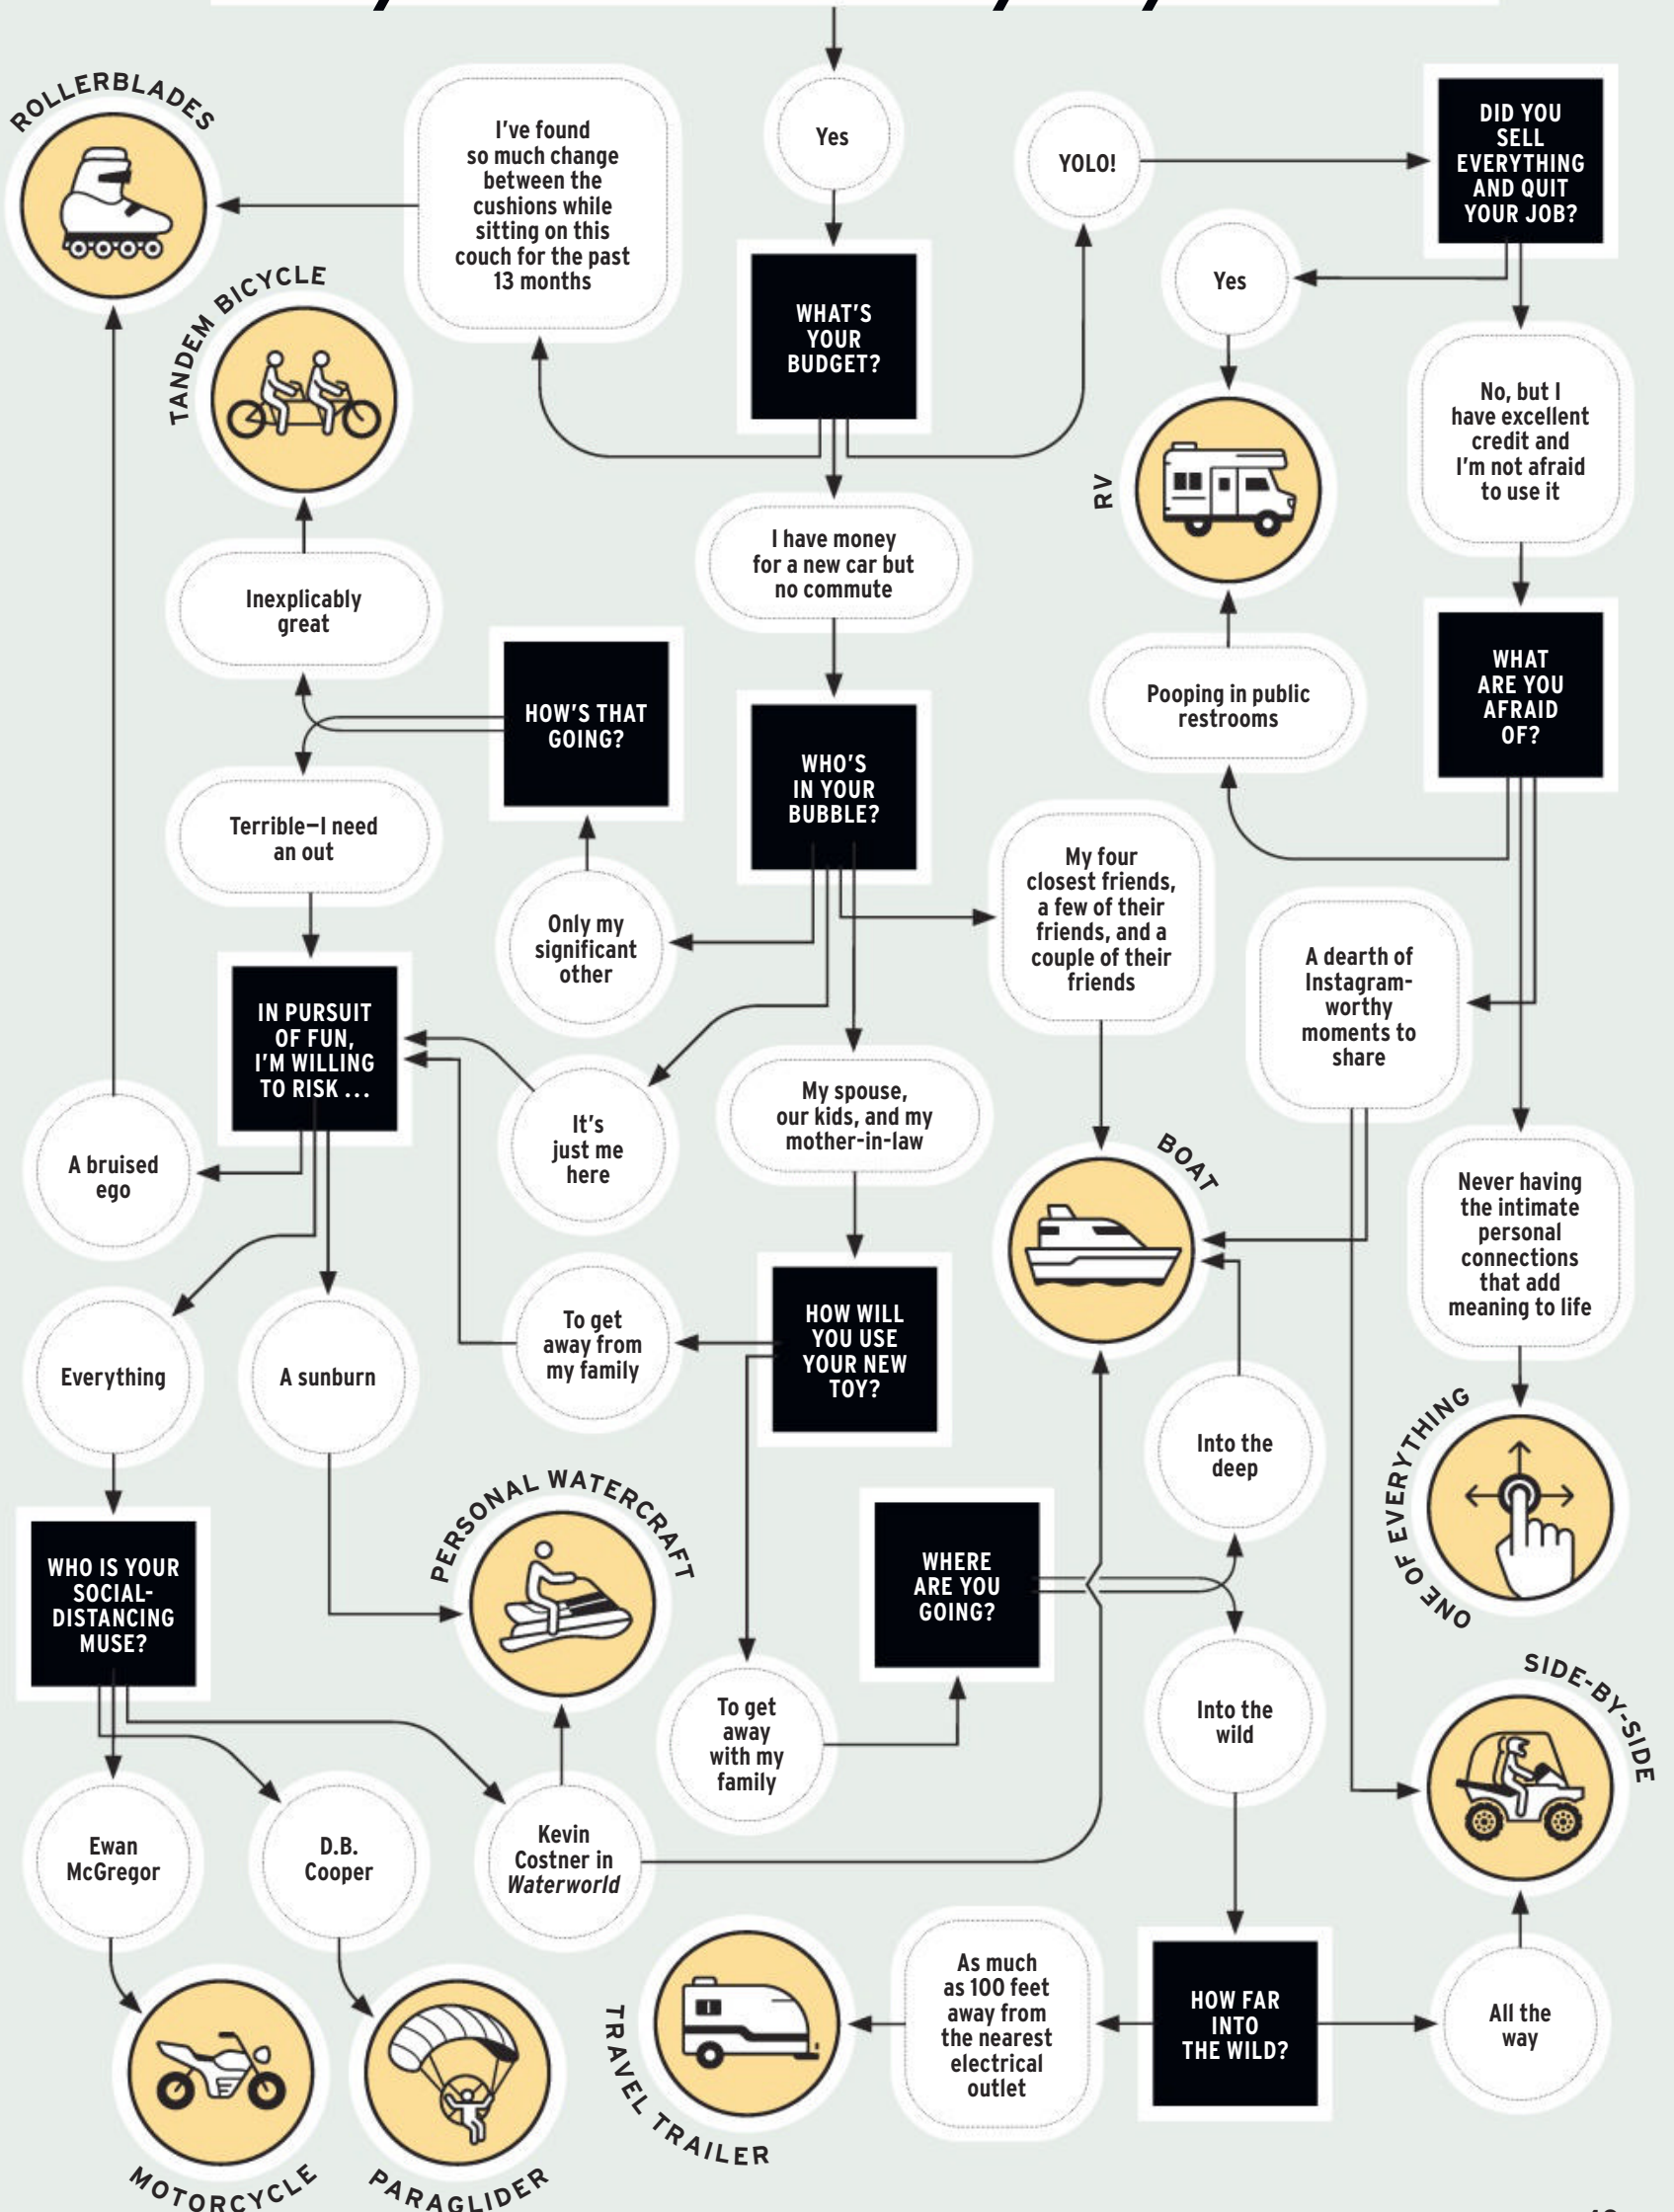 ROLLERBLADES
I've found
so much change
between the
cushions while
sitting on this
couch for the past
13 months
Yes
YOLO!
DID YOU
SELL
EVERYTHING
AND QUIT
YOUR JOB?
TANDEM BICYCLE
WHAT'S
YOUR
BUDGET?
Yes
No, but I
have excellent
credit and
I'm not afraid
to use it
RV
I have money
for a new car but
no commute
Inexplicably
great
HOW'S THAT
GOING?
WHO'S
IN YOUR
BUBBLE?
Pooping in public
restrooms
WHAT
ARE YOU
AFRAID
OF?
Terrible—I need
an out
Only my
significant
other
My four
closest friends,
a few of their
friends, and a
couple of their
friends
A dearth of
Instagram-
worthy
moments to
share
IN PURSUIT
OF FUN,
I'M WILLING
TO RISK ...
It's
just me
here
My spouse,
our kids, and my
mother-in-law
A bruised
ego
BOAT
Never having
the intimate
personal
connections
that add
meaning to life
Everything
A sunburn
To get
away from
my family
HOW WILL
YOU USE
YOUR NEW
TOY?
Into the
deep
ONE OF EVERYTHING
WHO IS YOUR
SOCIAL-
DISTANCING
MUSE?
PERSONAL WATERCRAFT
WHERE
ARE YOU
GOING?
To get
away
with my
family
Into the
wild
SIDE-BY-SIDE
Ewan
McGregor
D.B.
Cooper
Kevin
Costner in
Waterworld
MOTORCYCLE
PARAGLIDER
TRAVEL TRAILER
As much
as 100 feet
away from
the nearest
electrical
outlet
HOW FAR
INTO
THE WILD?
All the
way